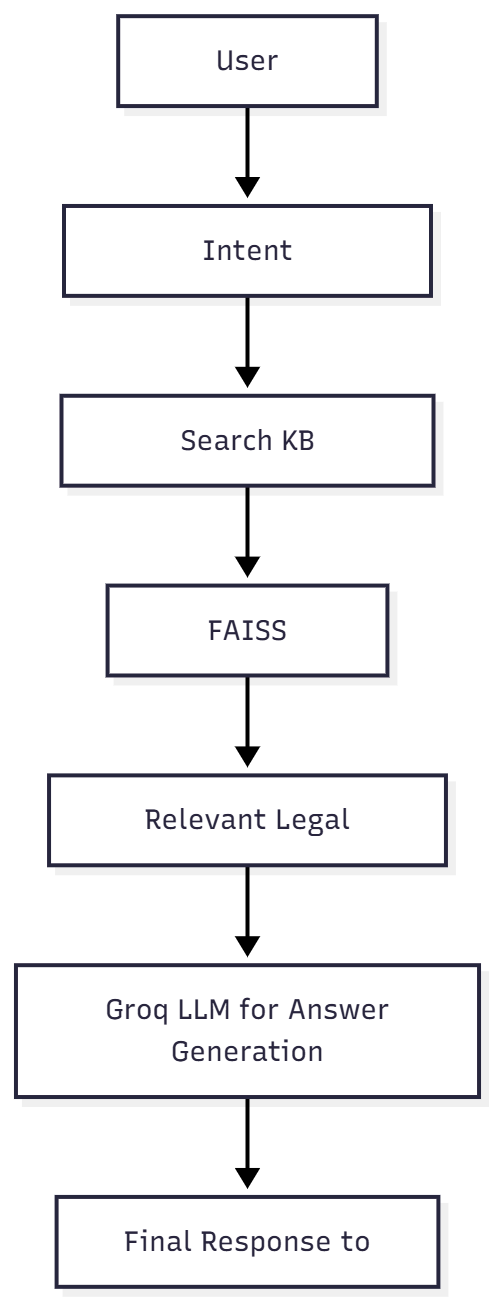 User
Intent
Search KB
FAISS
Relevant Legal
Groq LLM for Answer
Generation
Final Response to